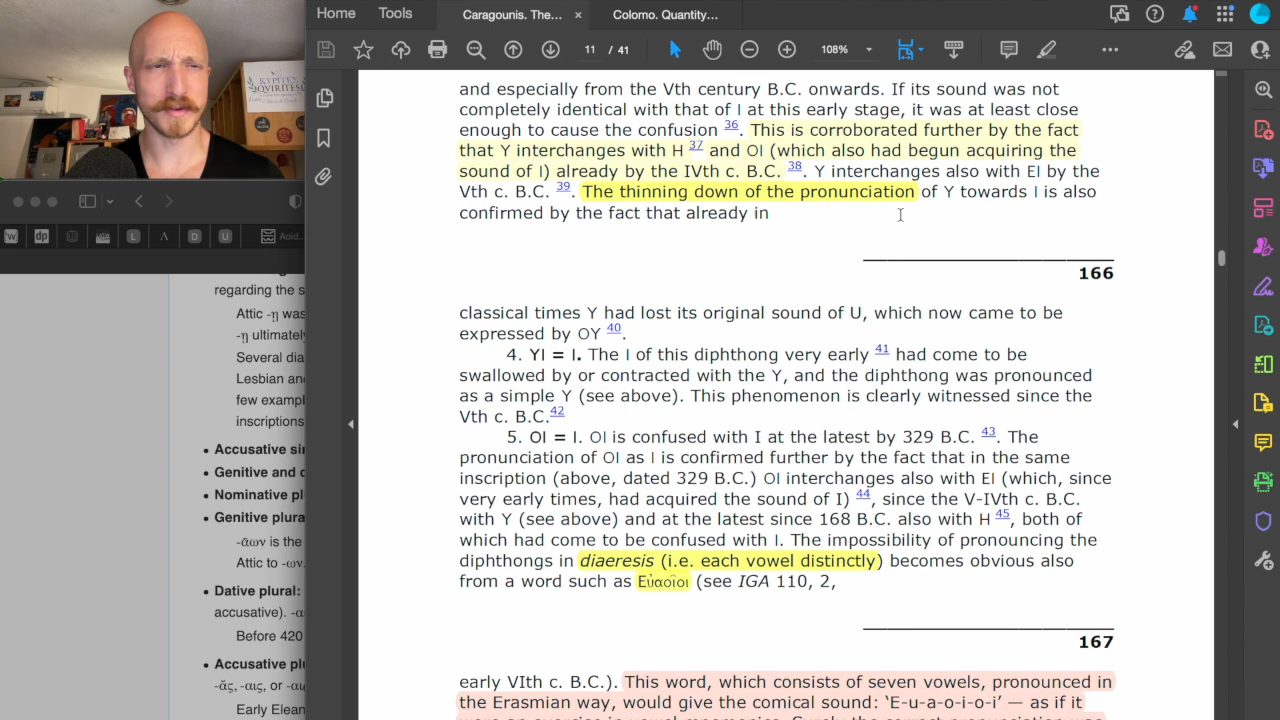 Home Tools Caragounis. The... × Colomo. Quantity...
11 / 41 108%
and especially from the Vth century B.C. onwards. If its sound was not
completely identical with that of I at this early stage, it was at least close
enough to cause the confusion 36. This is corroborated further by the fact
that Y interchanges with H 37 and OI (which also had begun acquiring the
sound of I) already by the IVth c. B.C. 38. Y interchanges also with EI by the
Vth c. B.C. 39. The thinning down of the pronunciation of Y towards I is also
confirmed by the fact that already in
166
classical times Y had lost its original sound of U, which now came to be
expressed by OY 40.
4. YI = I. The I of this diphthong very early 41 had come to be
swallowed by or contracted with the Y, and the diphthong was pronounced
as a simple Y (see above). This phenomenon is clearly witnessed since the
Vth c. B.C.42
5. OI = I. OI is confused with I at the latest by 329 B.C. 43. The
pronunciation of OI as I is confirmed further by the fact that in the same
inscription (above, dated 329 B.C.) OI interchanges also with EI (which, since
very early times, had acquired the sound of I) 44, since the V-IVth c. B.C.
with Y (see above) and at the latest since 168 B.C. also with H 45, both of
which had come to be confused with I. The impossibility of pronouncing the
diphthongs in diaeresis (i.e. each vowel distinctly) becomes obvious also
from a word such as Εὐαοῖοι (see IGA 110, 2,
167
early VIth c. B.C.). This word, which consists of seven vowels, pronounced in
the Erasmian way, would give the comical sound: 'E-u-a-o-i-o-i' — as if it
ΚΥΡΙΤΕϹ
IQVIRITES
W dp L Λ D U Aoid...
regarding the s
Attic -ῃ was
-ῃ ultimately
Several dia
Lesbian and
few exampl
inscriptions
• Accusative sin
• Genitive and d
• Nominative pl
• Genitive plura
-ᾱων is the
Attic to -ων.
• Dative plural:
accusative). -α
Before 420
• Accusative plu
-ᾰς, -αις, or -αι
Early Elean